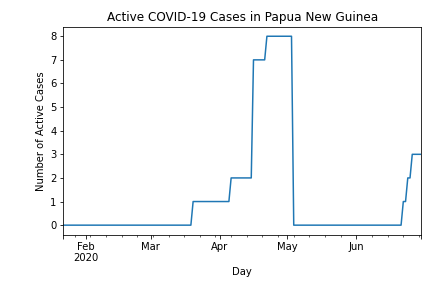 Active COVID-19 Cases in Papua New Guinea
8
7
6
5
4
3
2
1
0
Number of Active Cases
Feb Mar Apr May Jun
2020
Day